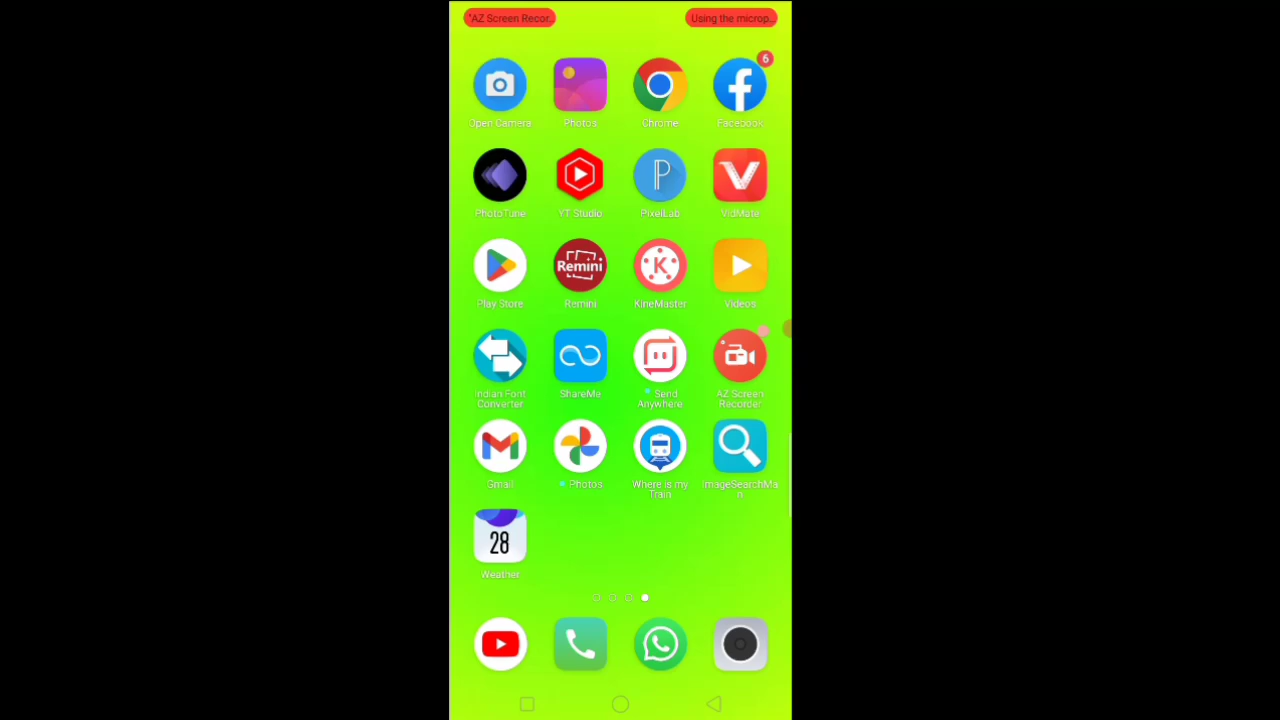 "AZ Screen Recor..
Using the microp...
6
Open Camera
Photos
Chrome
Facebook
PhotoTune
YT Studio
PixelLab
VidMate
Play Store
Remini
Remini
KineMaster
Videos
Indian Font
Converter
ShareMe
Send
Anywhere
AZ Screen
Recorder
Gmail
Photos
Where is my
Train
ImageSearchMa
n
28
Weather